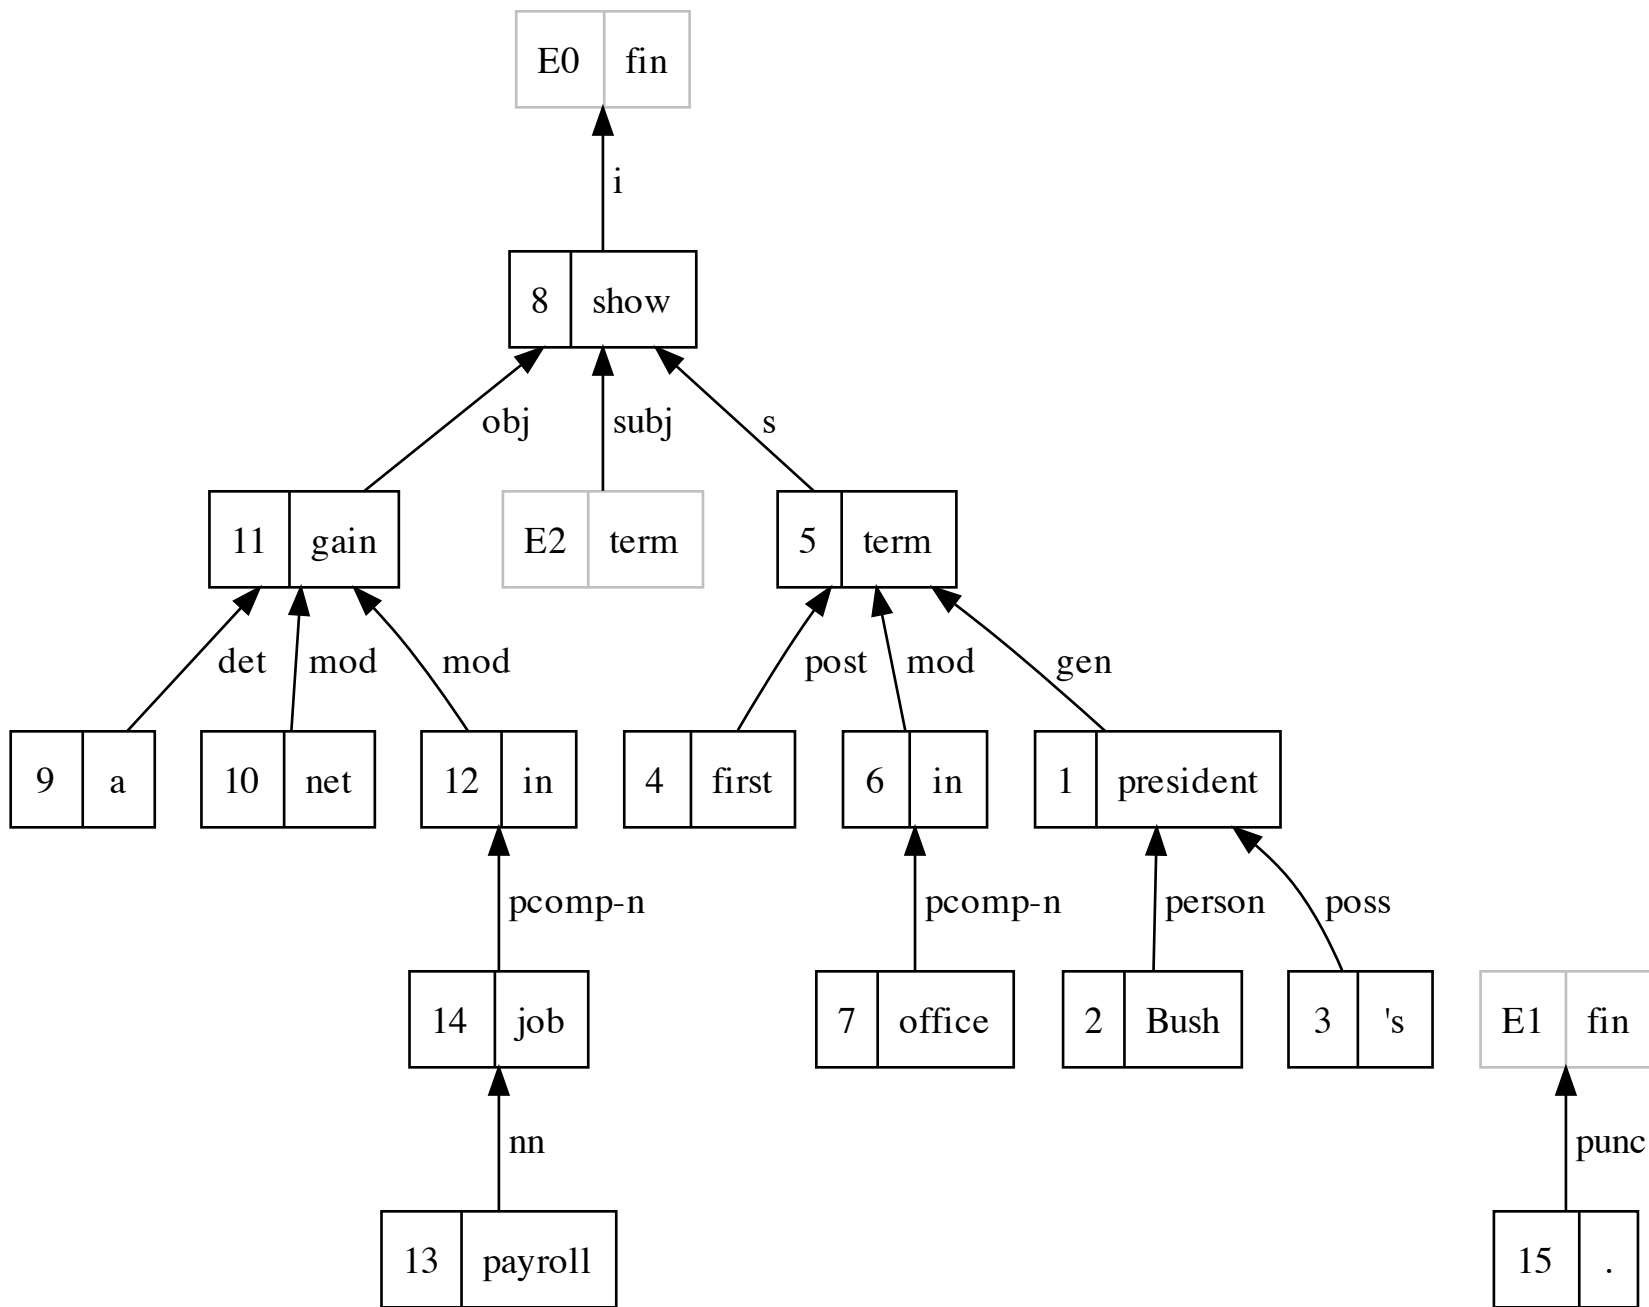 E0 fin
i
8 show
obj subj s
11 gain E2 term 5 term
det mod mod post mod gen
9 a 10 net 12 in 4 first 6 in 1 president
pcomp-n pcomp-n person poss
14 job 7 office 2 Bush 3 's E1 fin
nn punc
13 payroll 15 .